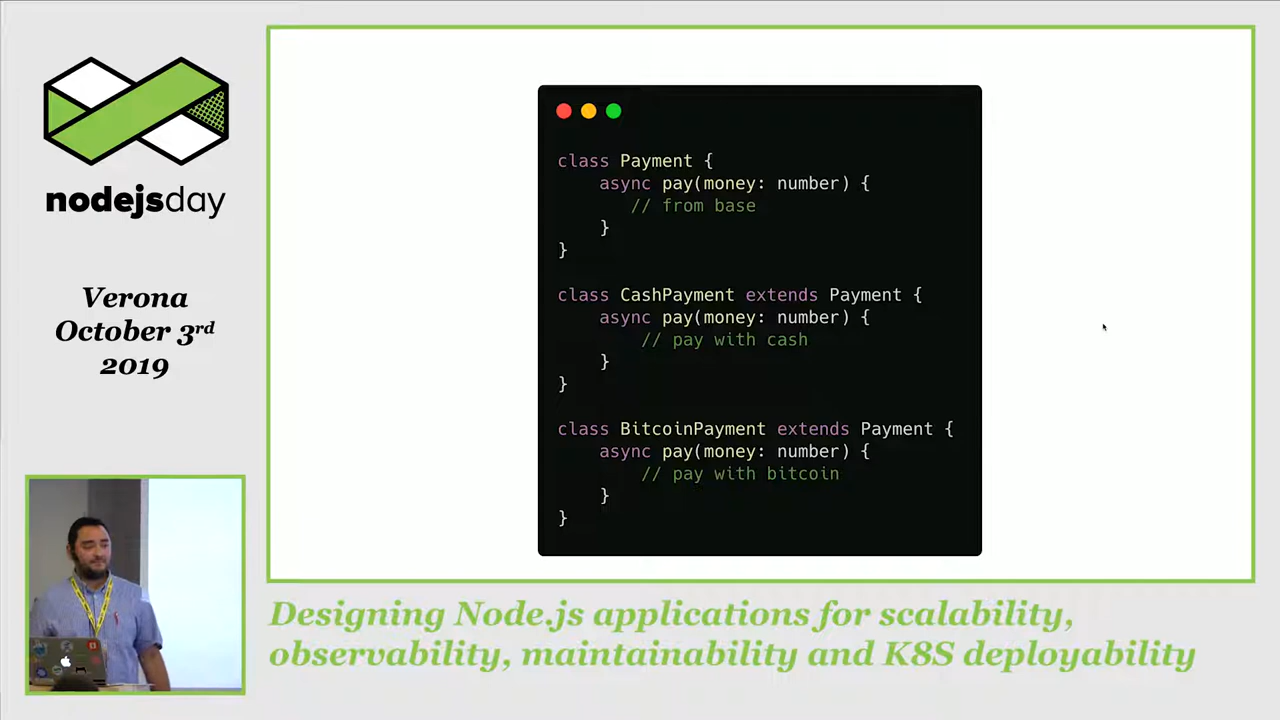 nodejsday
Verona
October 3rd
2019
class Payment {
async pay(money: number) {
// from base
}
}
class CashPayment extends Payment {
async pay(money: number) {
// pay with cash
}
}
class BitcoinPayment extends Payment {
async pay(money: number) {
// pay with bitcoin
}
}
Designing Node.js applications for scalability,
observability, maintainability and K8S deployability